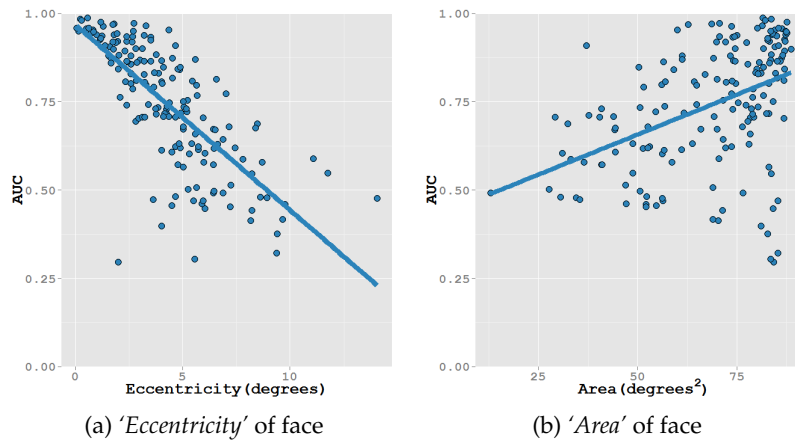 1.00
0.75
0.50
0.25
0.00
AUC
0
5
10
Eccentricity(degrees)
(a) ‘Eccentricity’ of face
1.00
0.75
0.50
0.25
0.00
AUC
25
50
75
Area(degrees²)
(b) ‘Area’ of face